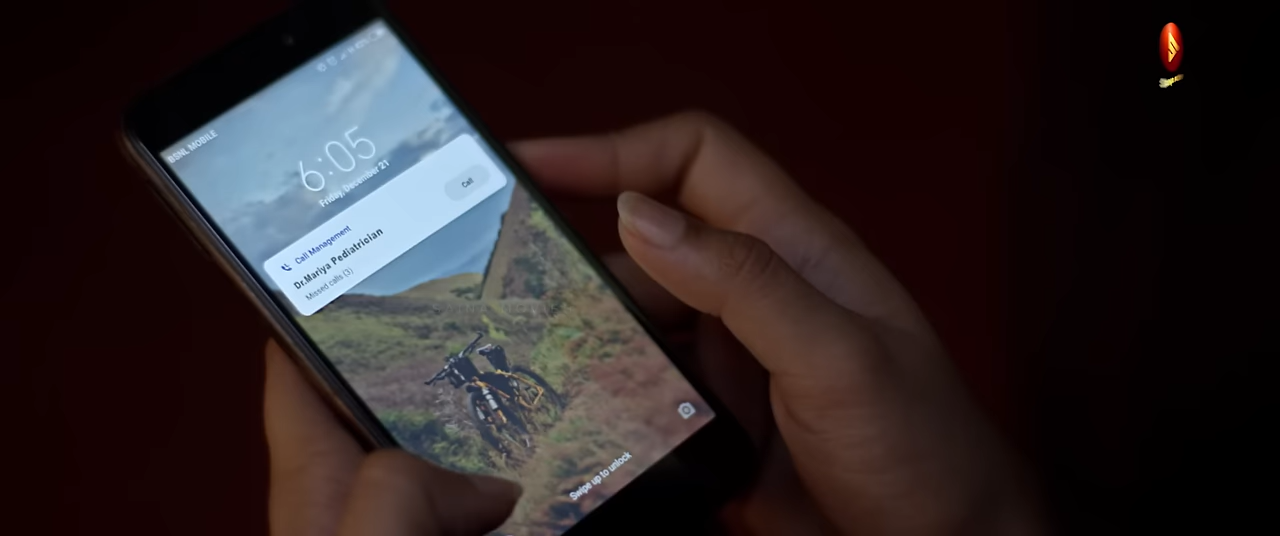 BSNL MOBILE
6:05
Friday, December 21
Call Management
Dr.Mariya Pediatrician
Missed calls (3)
Call
Swipe up to unlock